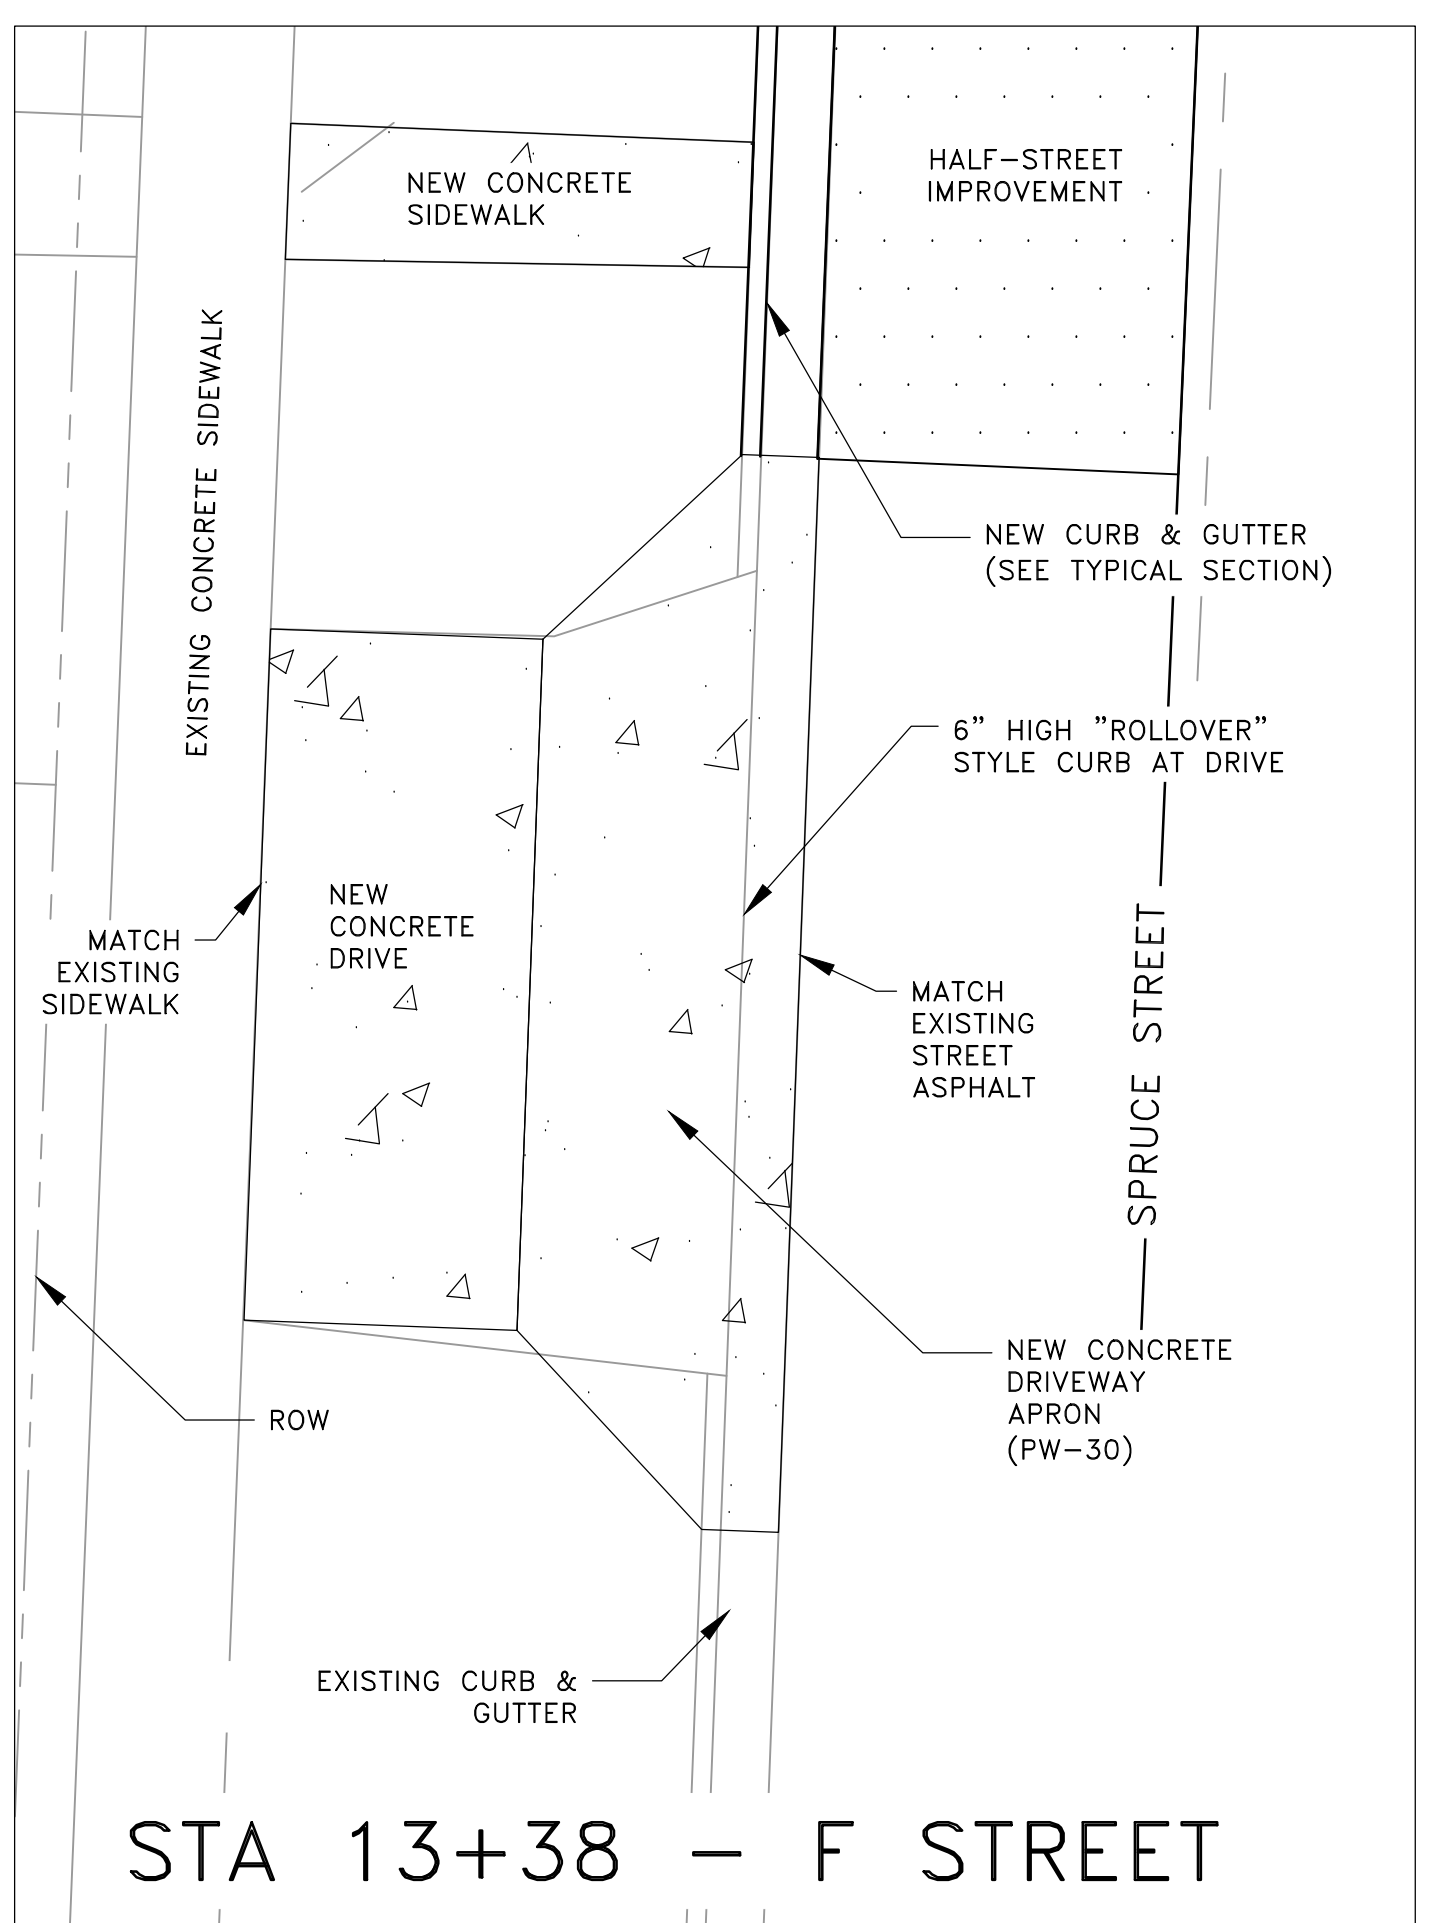 HALF-STREET
IMPROVEMENT
NEW CONCRETE
SIDEWALK
EXISTING CONCRETE SIDEWALK
NEW CURB & GUTTER
(SEE TYPICAL SECTION)
6" HIGH "ROLLOVER"
STYLE CURB AT DRIVE
NEW
CONCRETE
DRIVE
MATCH
EXISTING
SIDEWALK
MATCH
EXISTING
STREET
ASPHALT
SPRUCE STREET
NEW CONCRETE
DRIVEWAY
APRON
(PW-30)
ROW
EXISTING CURB &
GUTTER
STA 13+38 - F STREET